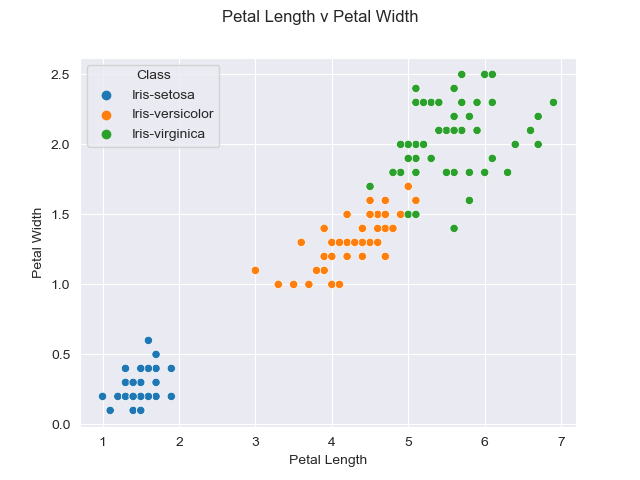 Petal Length v Petal Width
Class
Iris-setosa
Iris-versicolor
Iris-virginica
2.5
2.0
1.5
1.0
0.5
0.0
Petal Width
1 2 3 4 5 6 7
Petal Length